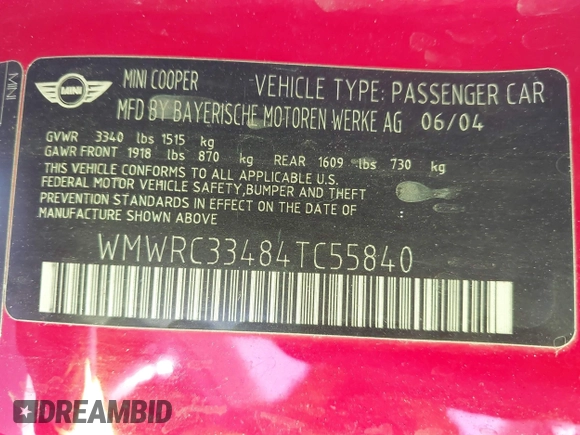 MINI
MINI
MINI COOPER
VEHICLE TYPE: PASSENGER CAR
MFD BY BAYERISCHE MOTOREN WERKE AG 06/04
GVWR 3340 lbs 1515 kg
GAWR FRONT 1918 lbs 870 kg REAR 1609 lbs 730 kg
THIS VEHICLE CONFORMS TO ALL APPLICABLE U.S.
FEDERAL MOTOR VEHICLE SAFETY,BUMPER AND THEFT
PREVENTION STANDARDS IN EFFECT ON THE DATE OF
MANUFACTURE SHOWN ABOVE
WMWRC33484TC55840
DREAMBID